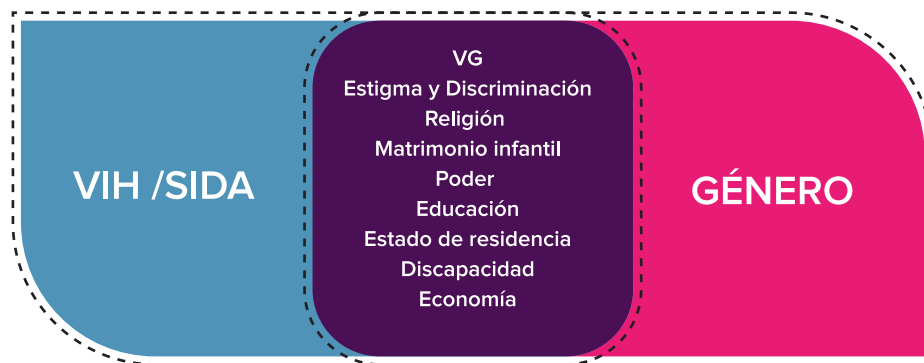 VIH /SIDA
VG
Estigma y Discriminación
Religión
Matrimonio infantil
Poder
Educación
Estado de residencia
Discapacidad
Economía
GÉNERO